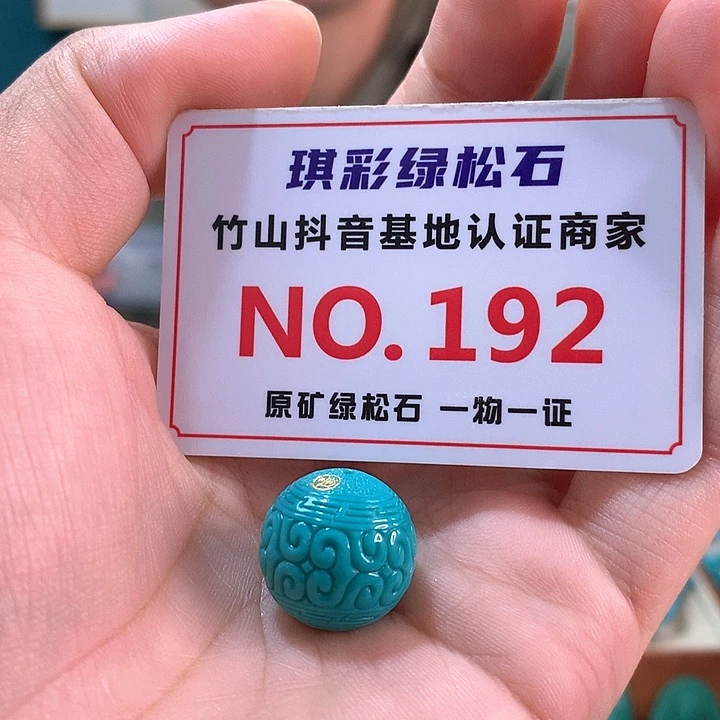 琪彩绿松石
竹山抖音基地认证商家
NO.192
原矿绿松石 一物一证